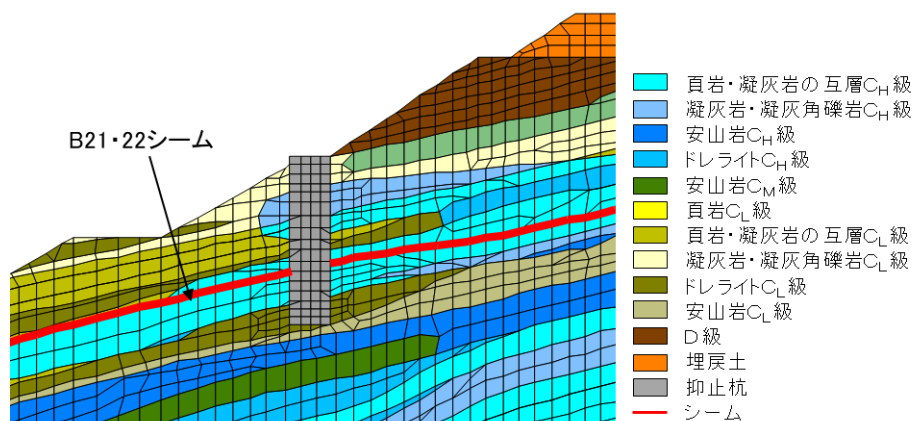 B21・22シーム
頁岩・凝灰岩の互層CH級
凝灰岩・凝灰角礫岩CH級
安山岩CH級
ドレライトCH級
安山岩CM級
頁岩CL級
頁岩・凝灰岩の互層CL級
凝灰岩・凝灰角礫岩CL級
ドレライトCL級
安山岩CL級
D級
埋戻土
抑止杭
シーム